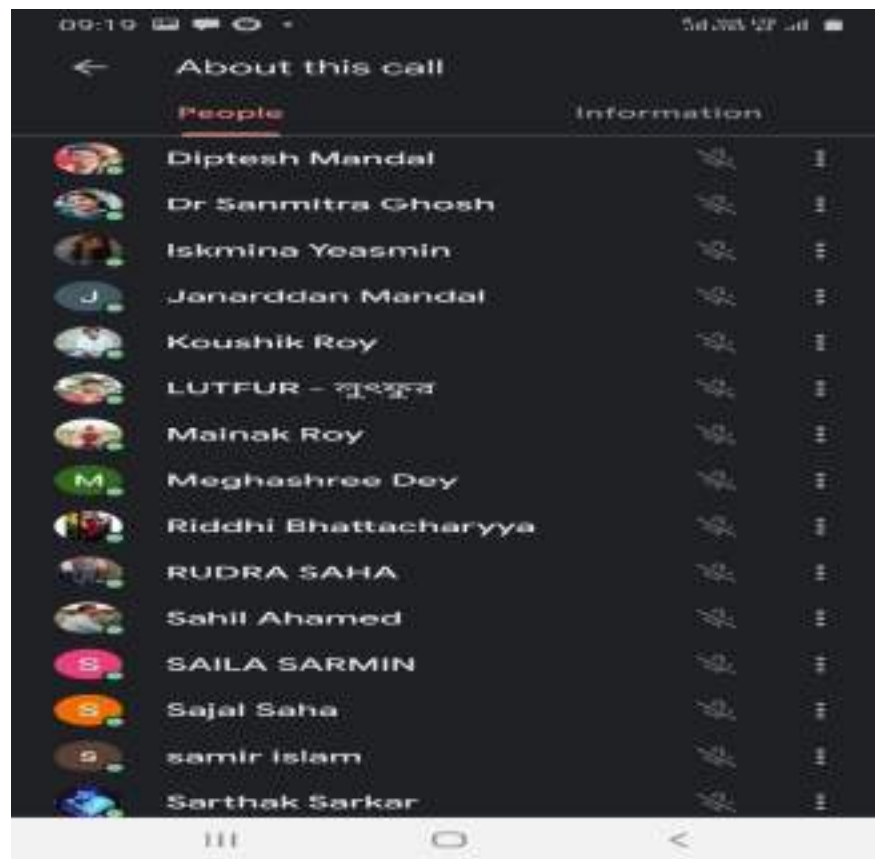 09:19
About this call
People Information
Diptesh Mandal
Dr Sanmitra Ghosh
Iskmina Yeasmin
J Janarddan Mandal
Koushik Roy
LUTFUR - লুৎফুর
Mainak Roy
M Meghashree Dey
Riddhi Bhattacharyya
RUDRA SAHA
Sahil Ahamed
S SAILA SARMIN
S Sajal Saha
s samir islam
Sarthak Sarkar